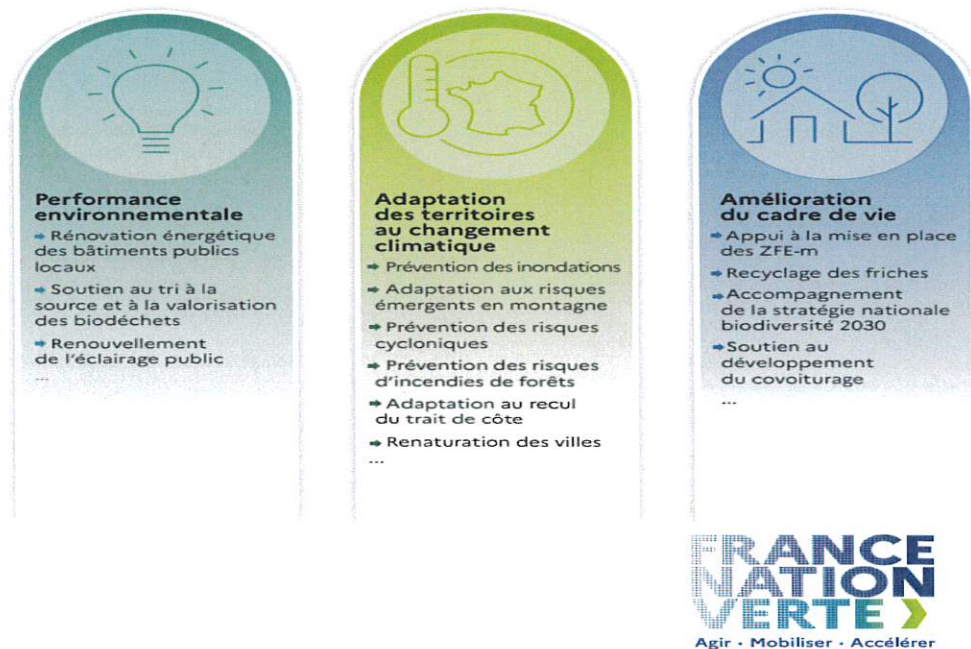 Performance
environnementale
➜ Rénovation énergétique
des bâtiments publics
locaux
➜ Soutien au tri à la
source et à la valorisation
des biodéchets
➜ Renouvellement
de l'éclairage public
...
Adaptation
des territoires
au changement
climatique
➜ Prévention des inondations
➜ Adaptation aux risques
émergents en montagne
➜ Prévention des risques
cycloniques
➜ Prévention des risques
d'incendies de forêts
➜ Adaptation au recul
du trait de côte
➜ Renaturation des villes
...
Amélioration
du cadre de vie
➜ Appui à la mise en place
des ZFE-m
➜ Recyclage des friches
➜ Accompagnement
de la stratégie nationale
biodiversité 2030
➜ Soutien au
développement
du covoiturage
...
FRANCE
NATION
VERTE
Agir · Mobiliser · Accélérer